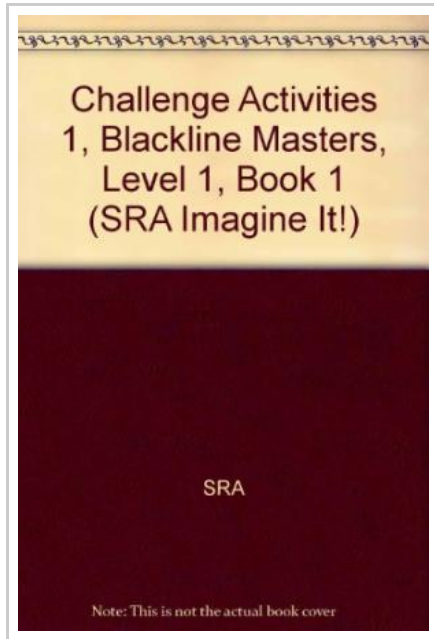 Challenge Activities
1, Blackline Masters,
Level 1, Book 1
(SRA Imagine It!)
SRA
Note: This is not the actual book cover